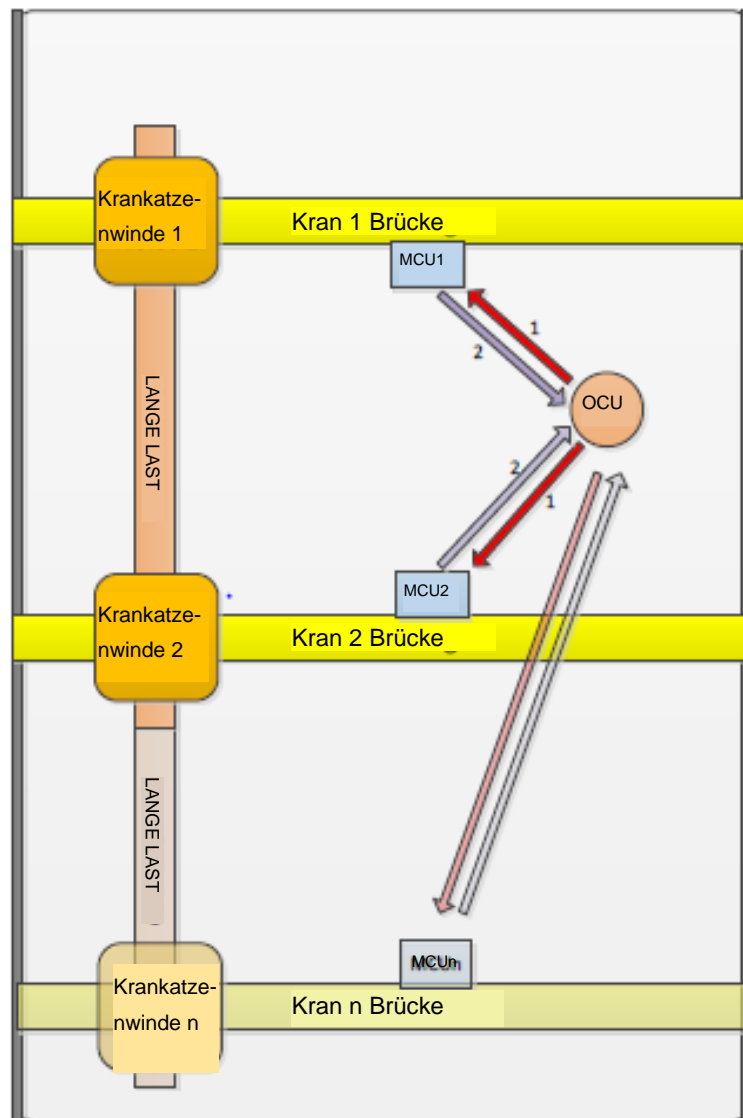 Krankatze-
nwinde 1
Kran 1 Brücke
MCU1
1
2
OCU
LANGE LAST
2
1
MCU2
Krankatze-
nwinde 2
Kran 2 Brücke
LANGE LAST
MCUn
Krankatze-
nwinde n
Kran n Brücke